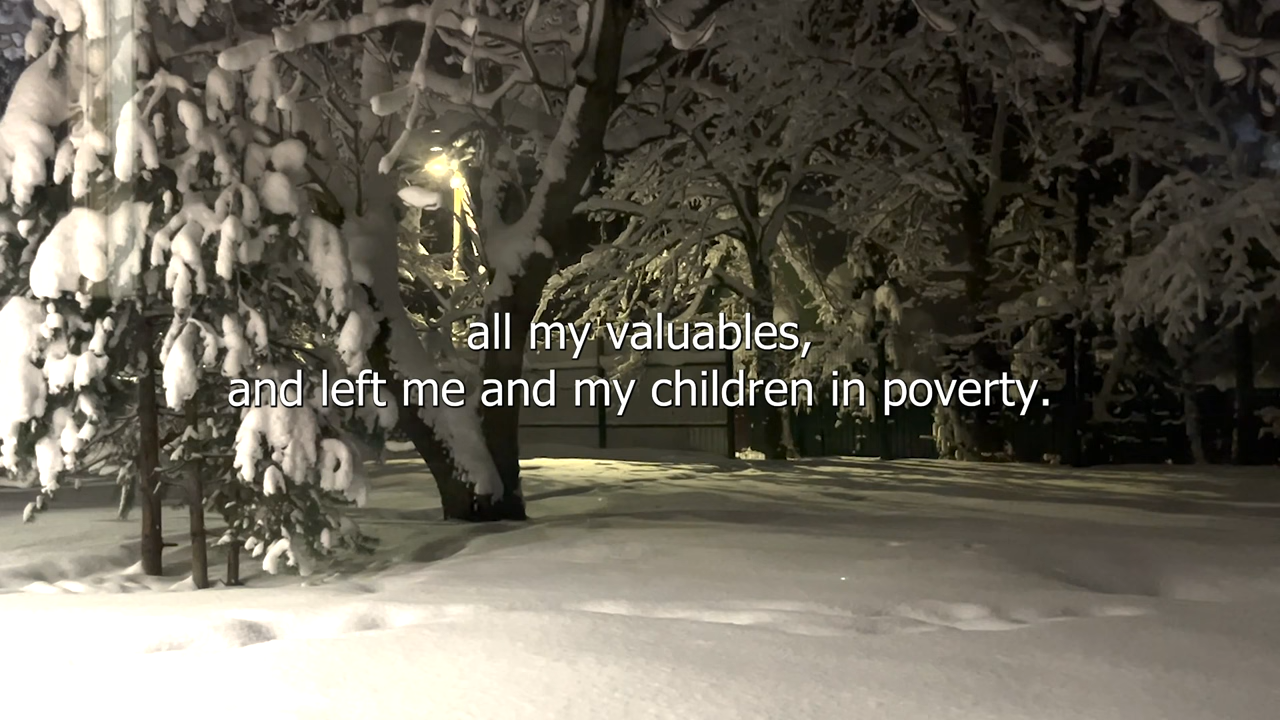 all my valuables,
and left me and my children in poverty.